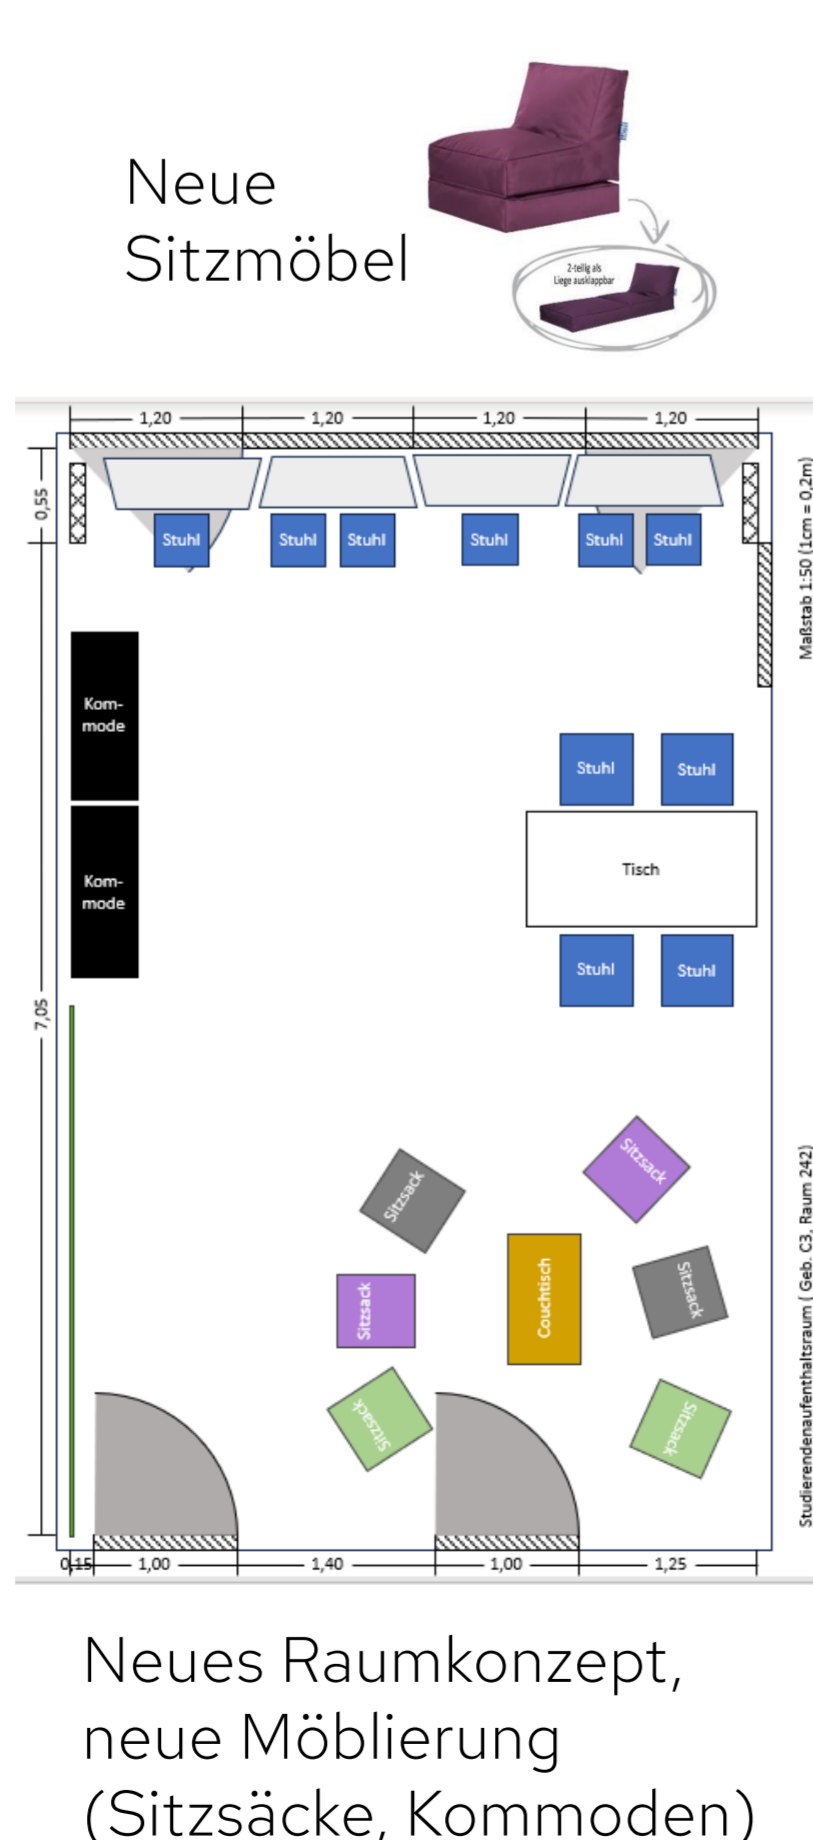 Neue
Sitzmöbel
2-teilig als
Liege ausklappbar
1,20 1,20 1,20 1,20
0,55
Maßstab 1:50 (1cm = 0,2m)
Stuhl Stuhl Stuhl Stuhl Stuhl Stuhl
Kom-
mode
Stuhl Stuhl
Tisch
Kom-
mode
Stuhl Stuhl
7,05
Sitzsack
Sitzsack
Sitzsack
Couchtisch
Sitzsack
Sitzsack
Sitzsack
Studierendenaufenthaltsraum ( Geb. C3, Raum 242)
0,15 1,00 1,40 1,00 1,25
Neues Raumkonzept,
neue Möblierung
(Sitzsäcke, Kommoden)